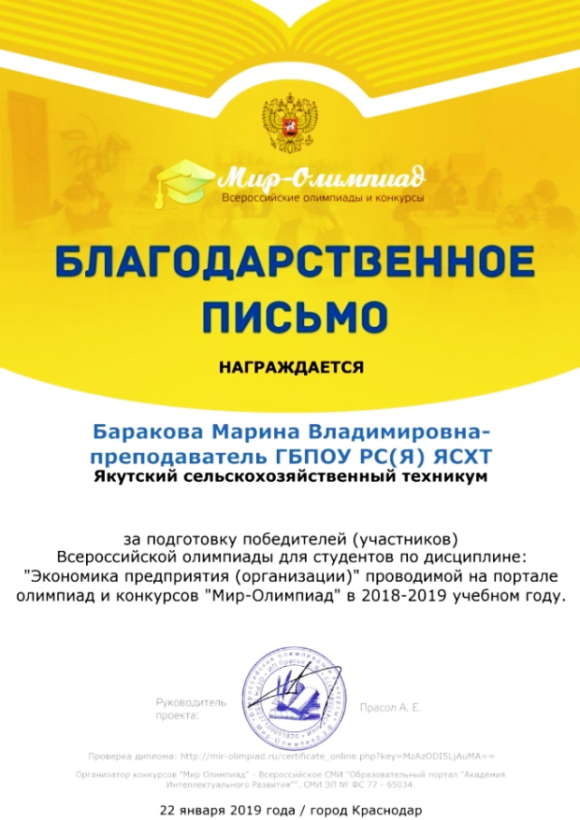 Мир-Олимпиад
Всероссийские олимпиады и конкурсы
БЛАГОДАРСТВЕННОЕ
ПИСЬМО
НАГРАЖДАЕТСЯ
Баракова Марина Владимировна-
преподаватель ГБПОУ РС(Я) ЯСХТ
Якутский сельскохозяйственный техникум
за подготовку победителей (участников)
Всероссийской олимпиады для студентов по дисциплине:
"Экономика предприятия (организации)" проводимой на портале
олимпиад и конкурсов "Мир-Олимпиад" в 2018-2019 учебном году.
Руководитель
проекта:
Прасол А. Е.
Проверка диплома: http://mir-olimpiad.ru/certificate_online.php?key=MzAzODI5LjAuMA==
Организатор конкурсов "Мир Олимпиад" - Всероссийское СМИ "Образовательный портал "Академия
Интеллектуального Развития"". СМИ ЭЛ № ФС 77 - 65034.
22 января 2019 года / город Краснодар